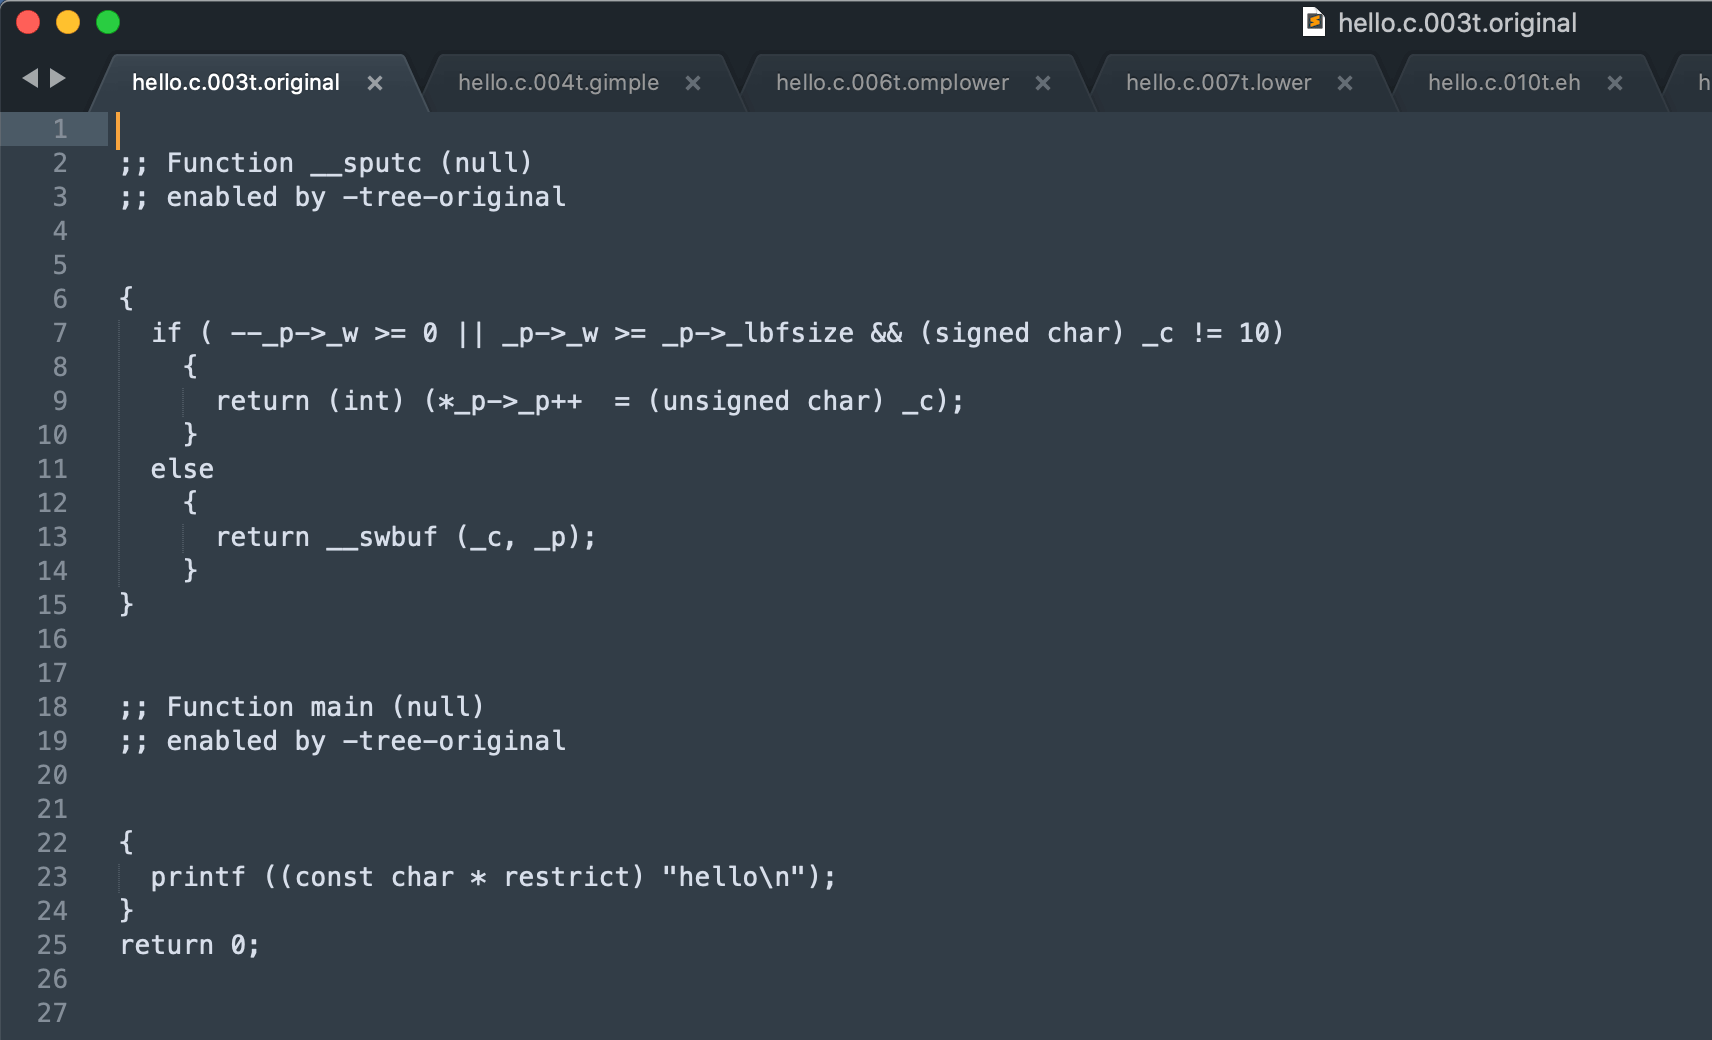 hello.c.003t.original
hello.c.003t.original × hello.c.004t.gimple × hello.c.006t.omplower × hello.c.007t.lower × hello.c.010t.eh × h
1
2 ;; Function __sputc (null)
3 ;; enabled by -tree-original
4
5
6 {
7   if ( --_p->_w >= 0 || _p->_w >= _p->_lbfsize && (signed char) _c != 10)
8     {
9       return (int) (*_p->_p++  = (unsigned char) _c);
10     }
11   else
12     {
13       return __swbuf (_c, _p);
14     }
15 }
16
17
18 ;; Function main (null)
19 ;; enabled by -tree-original
20
21
22 {
23   printf ((const char * restrict) "hello\n");
24 }
25 return 0;
26
27